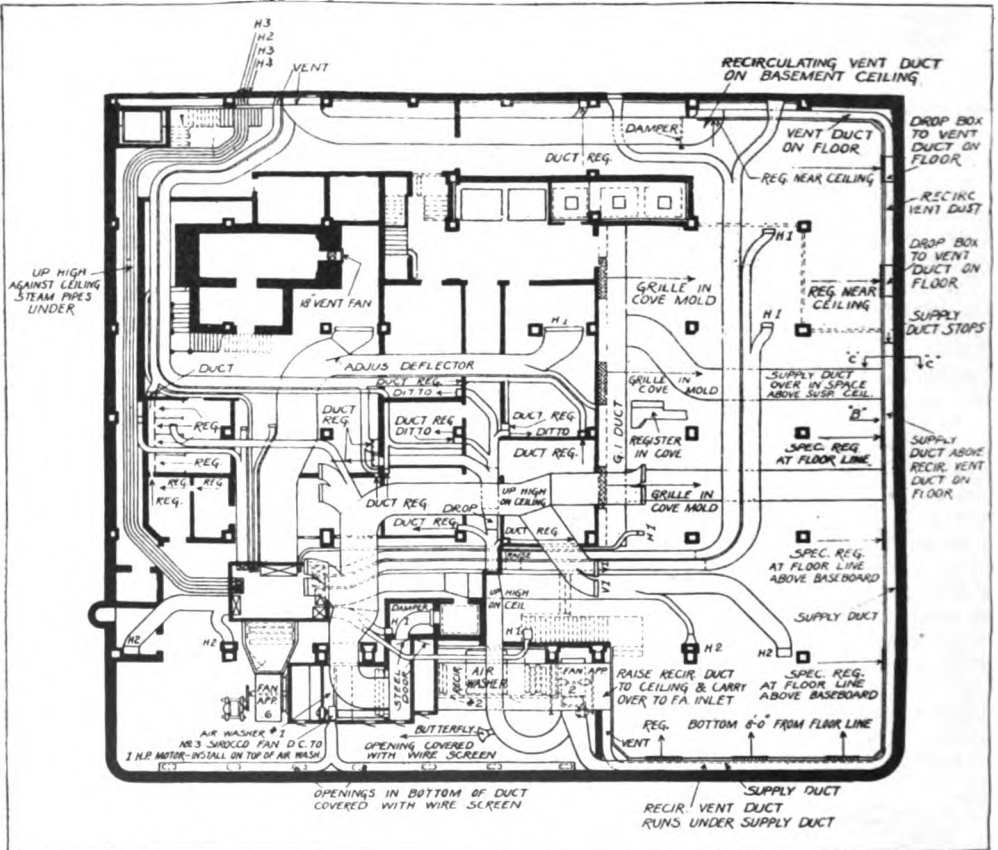 H3
H2
H3
H4
VENT
RECIRCULATING VENT DUCT
ON BASEMENT CEILING
DAMPER
VENT DUCT
ON FLOOR
DROP BOX
TO VENT
DUCT ON
FLOOR
DUCT REG.
REG. NEAR CEILING
RECIRC
VENT DUST
UP HIGH
AGAINST CEILING
STEAM PIPES
UNDER
18" VENT FAN
H1
GRILLE IN
COVE MOLD
DROP BOX
TO VENT
DUCT ON
FLOOR
REG. NEAR
CEILING
H1
H1
SUPPLY
DUCT STOPS
"C"
"C"
DUCT
ADJUS DEFLECTOR
DUCT REG.
DITTO
GRILLE IN
COVE MOLD
SUPPLY DUCT
OVER IN SPACE
ABOVE SUSP. CEIL.
"B"
REG.
REG.
REG.
REG.
REG.
DUCT
REG.
DUCT REG.
DITTO
DUCT REG.
DITTO
DUCT REG.
G. DUCT
REGISTER
IN COVE
SPEC. REG
AT FLOOR LINE
SUPPLY
DUCT ABOVE
RECIR. VENT
DUCT ON
FLOOR
DUCT REG
DROP
UP HIGH
ON CEILING
GRILLE IN
COVE MOLD
DUCT REG.
DUCT REG
H1
RAISE
V1
V1
SPEC. REG.
AT FLOOR LINE
ABOVE BASEBOARD
UP HIGH
ON CEIL
DAMPER
H1
H1
SUPPLY DUCT
H2
H2
H2
H2
STEEL
DOOR
RECIR.
AIR
WASHER
#2
FAN APP
2
RAISE RECIR. DUCT
TO CEILING & CARRY
OVER TO F.A. INLET
SPEC. REG.
AT FLOOR LINE
ABOVE BASEBOARD
FAN
APP.
6
AIR WASHER #1
NO. 3 SIROCCO FAN D.C. TO
1 H.P. MOTOR-INSTALL ON TOP OF AIR WASH.
BUTTERFLY
OPENING COVERED
WITH WIRE SCREEN
VENT
REG.
BOTTOM 8'-0" FROM FLOOR LINE
OPENINGS IN BOTTOM OF DUCT
COVERED WITH WIRE SCREEN
SUPPLY DUCT
RECIR. VENT DUCT
RUNS UNDER SUPPLY DUCT